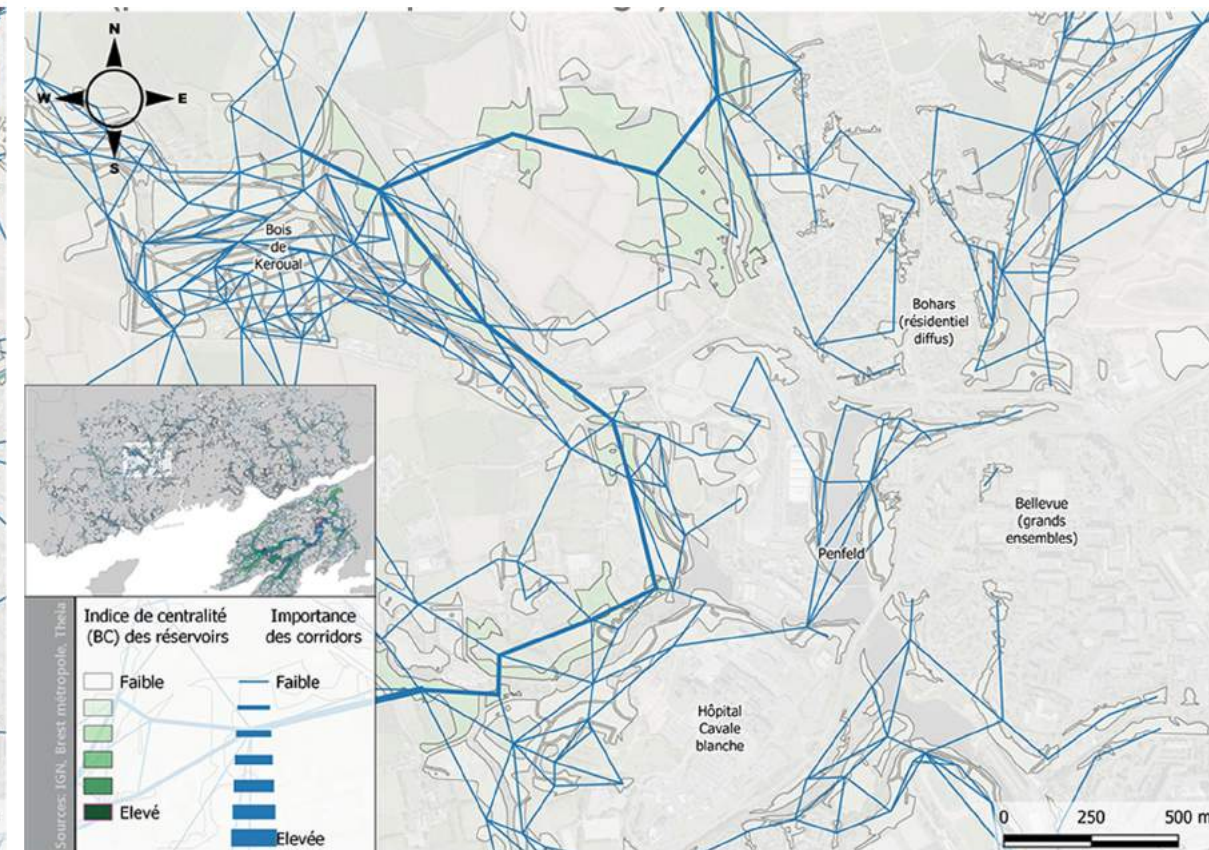 N
W E
S
Bois
de
Keroual
Bohars
(résidentiel
diffus)
Bellevue
(grands
ensembles)
Penfeld
Hôpital
Cavale
blanche
Indice de centralité
(BC) des réservoirs
Importance
des corridors
Faible
Elevé
Faible
Elevée
Sources: IGN, Brest métropole, Theia
0 250 500 m